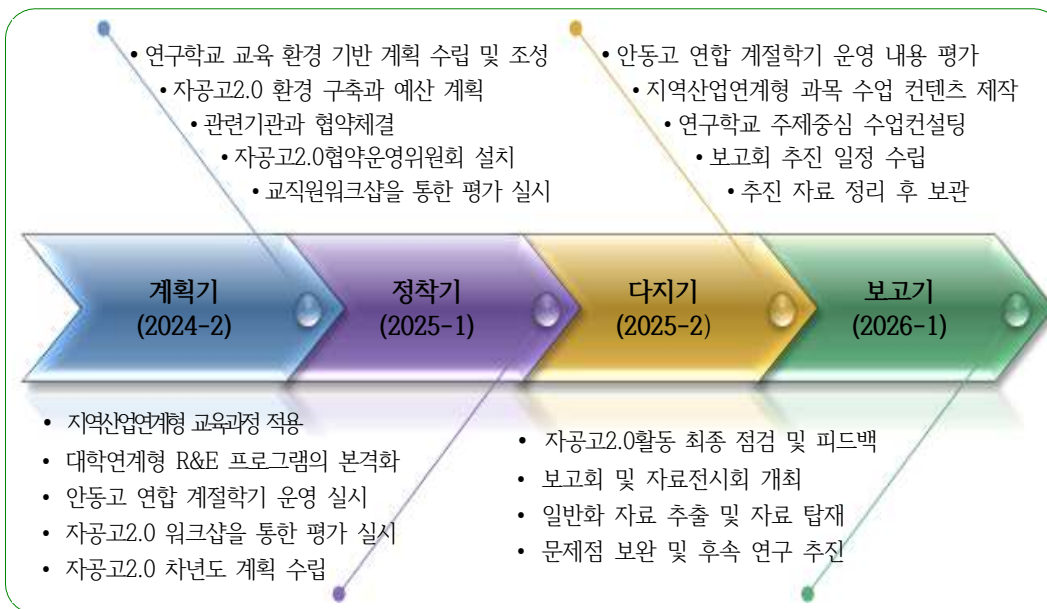 • 연구학교 교육 환경 기반 계획 수립 및 조성
• 자공고2.0 환경 구축과 예산 계획
• 관련기관과 협약체결
• 자공고2.0협약운영위원회 설치
• 교직원워크샵을 통한 평가 실시
• 안동고 연합 계절학기 운영 내용 평가
• 지역산업연계형 과목 수업 컨텐츠 제작
• 연구학교 주제중심 수업컨설팅
• 보고회 추진 일정 수립
• 추진 자료 정리 후 보관
계획기
(2024-2)
정착기
(2025-1)
다지기
(2025-2)
보고기
(2026-1)
• 지역산업연계형 교육과정 적용
• 대학연계형 R&E 프로그램의 본격화
• 안동고 연합 계절학기 운영 실시
• 자공고2.0 워크샵을 통한 평가 실시
• 자공고2.0 차년도 계획 수립
• 자공고2.0활동 최종 점검 및 피드백
• 보고회 및 자료전시회 개최
• 일반화 자료 추출 및 자료 탑재
• 문제점 보완 및 후속 연구 추진